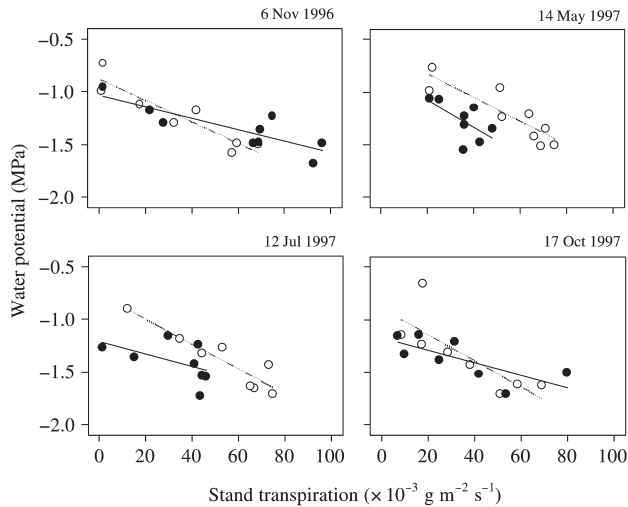 6 Nov 1996
14 May 1997
−0.5
−1.0
−1.5
−2.0
12 Jul 1997
17 Oct 1997
−0.5
−1.0
−1.5
−2.0
0 20 40 60 80 100
0 20 40 60 80 100
Water potential (MPa)
Stand transpiration (× 10⁻³ g m⁻² s⁻¹)